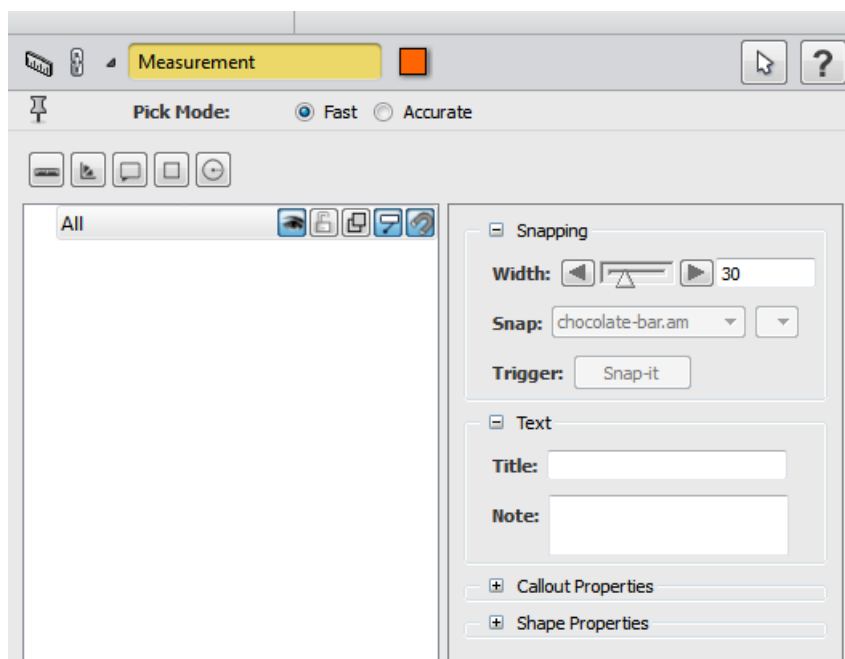 Measurement
?
Pick Mode: Fast Accurate
All
Snapping
Width: 30
Snap: chocolate-bar.am
Trigger: Snap-it
Text
Title:
Note:
Callout Properties
Shape Properties